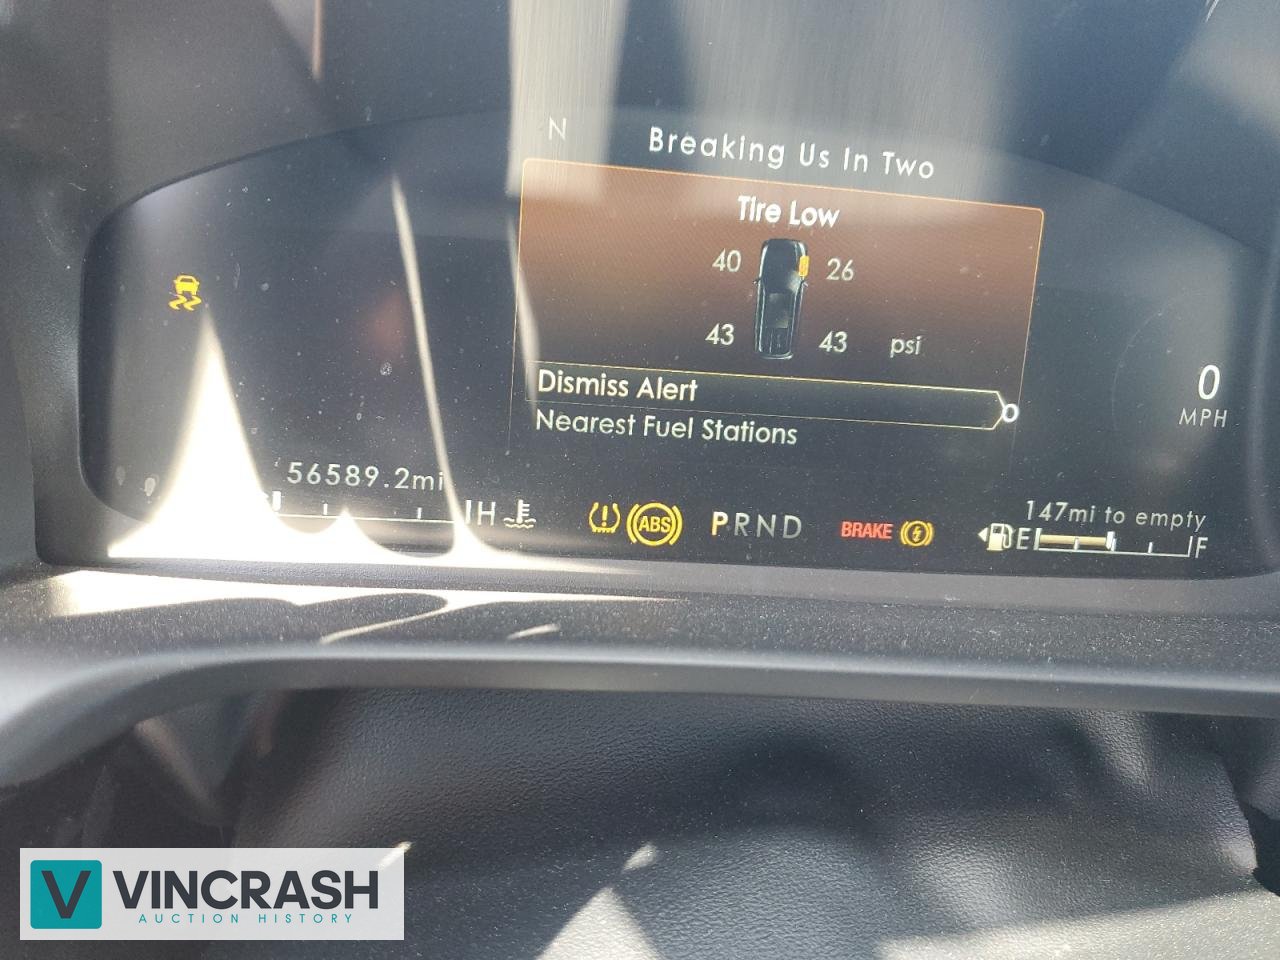 N
Breaking Us In Two
Tire Low
40 26
43 43 psi
Dismiss Alert
Nearest Fuel Stations
0
MPH
56589.2mi
H
ABS
PRND
BRAKE
147mi to empty
E F
V VINCRASH
AUCTION HISTORY